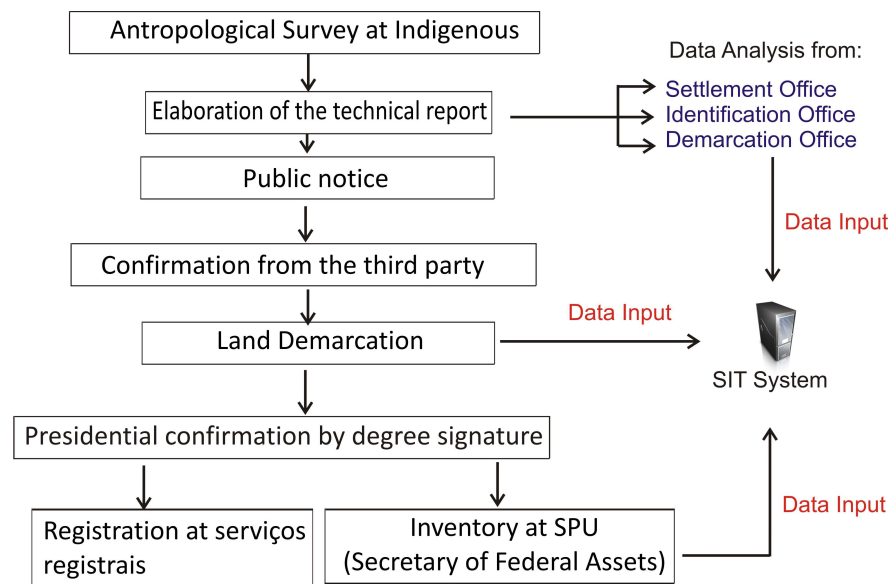 Antropological Survey at Indigenous
Data Analysis from:
Elaboration of the technical report
Settlement Office
Identification Office
Demarcation Office
Public notice
Data Input
Confirmation from the third party
Land Demarcation
Data Input
SIT System
Presidential confirmation by degree signature
Data Input
Registration at serviços
registrais
Inventory at SPU
(Secretary of Federal Assets)